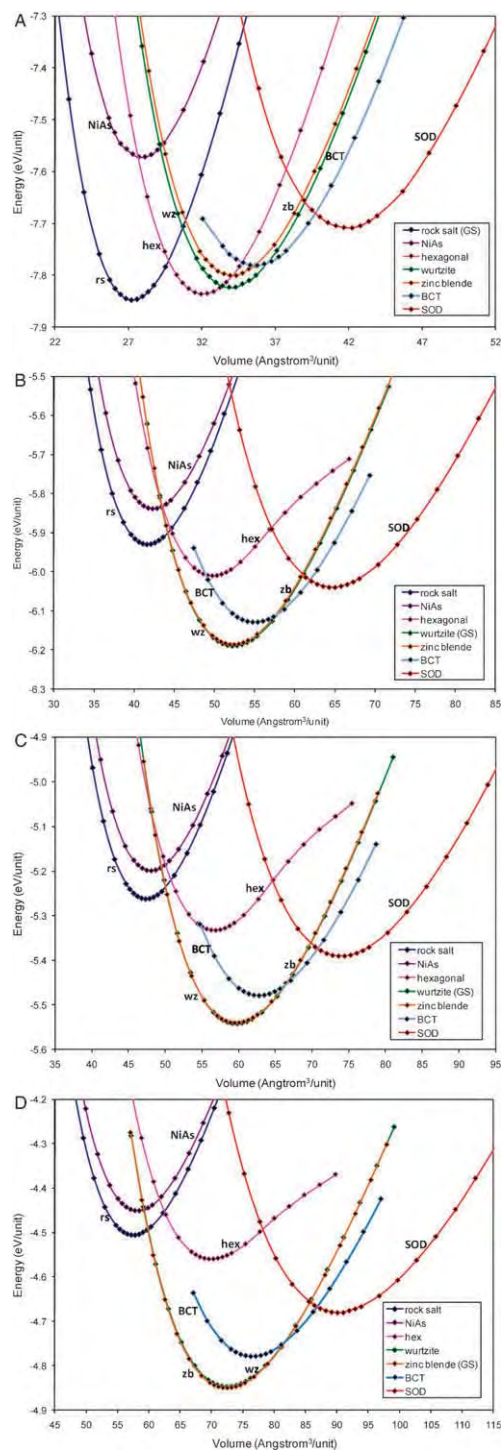 A
-7.3
-7.4
-7.5
-7.6
-7.7
-7.8
-7.9
Energy (eV/unit)
NiAs
SOD
BCT
wz
zb
hex
rs
rock salt (GS)
NiAs
hexagonal
wurtzite
zinc blende
BCT
SOD
22 27 32 37 42 47 52
Volume (Angstrom³/unit)
B
-5.5
-5.6
-5.7
-5.8
-5.9
-6.0
-6.1
-6.2
-6.3
Energy (eV/unit)
NiAs
rs
hex
SOD
BCT
zb
wz
rock salt
NiAs
hexagonal
wurtzite (GS)
zinc blende
BCT
SOD
30 35 40 45 50 55 60 65 70 75 80 85
Volume (Angstrom³/unit)
C
-4.9
-5.0
-5.1
-5.2
-5.3
-5.4
-5.5
-5.6
Energy (eV/unit)
NiAs
rs
hex
SOD
BCT
zb
wz
rock salt
NiAs
hexagonal
wurtzite (GS)
zinc blende
BCT
SOD
35 40 45 50 55 60 65 70 75 80 85 90 95
Volume (Angtrom³/unit)
D
-4.2
-4.3
-4.4
-4.5
-4.6
-4.7
-4.8
-4.9
Energy (eV/unit)
NiAs
rs
hex
SOD
BCT
zb
wz
rock salt
NiAs
hex
wurtzite
zinc blende (GS)
BCT
SOD
45 50 55 60 65 70 75 80 85 90 95 100 105 110 115
Volume (Angstrom³/unit)